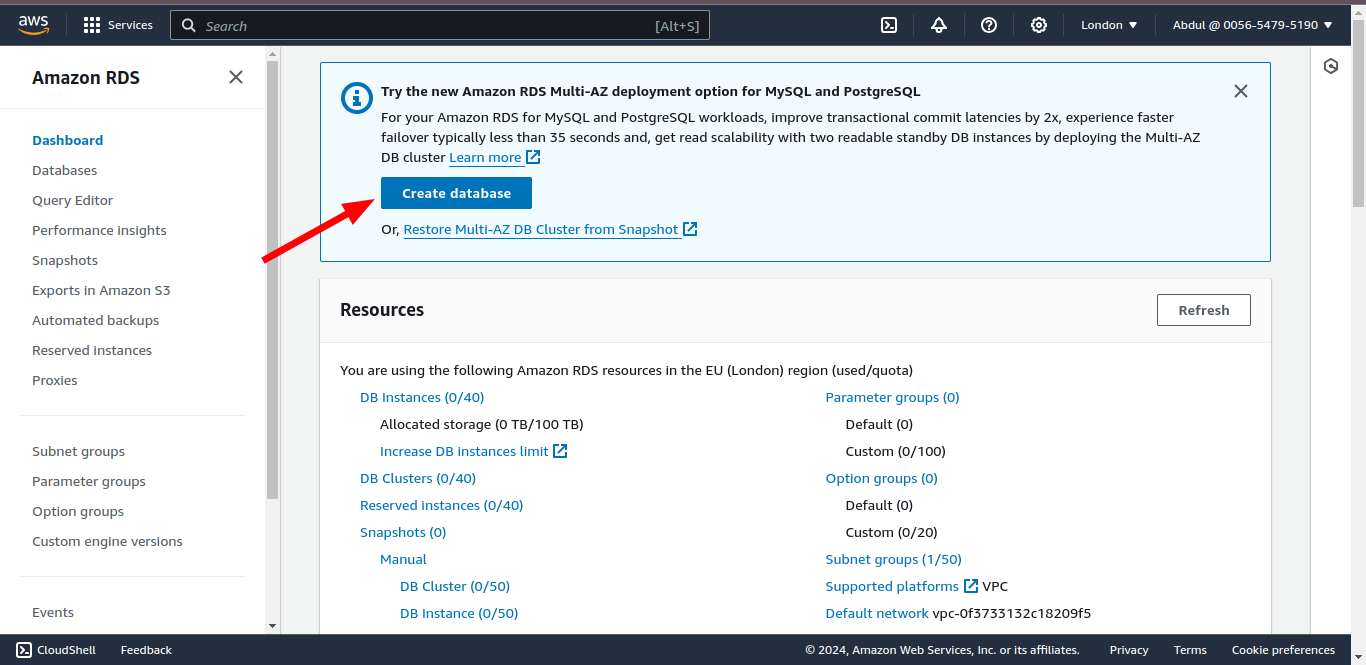 aws
Services
Search
[Alt+S]
London
Abdul @ 0056-5479-5190
Amazon RDS
Dashboard
Databases
Query Editor
Performance insights
Snapshots
Exports in Amazon S3
Automated backups
Reserved instances
Proxies
Subnet groups
Parameter groups
Option groups
Custom engine versions
Events
Try the new Amazon RDS Multi-AZ deployment option for MySQL and PostgreSQL
For your Amazon RDS for MySQL and PostgreSQL workloads, improve transactional commit latencies by 2x, experience faster
failover typically less than 35 seconds and, get read scalability with two readable standby DB instances by deploying the Multi-AZ
DB cluster Learn more
Create database
Or, Restore Multi-AZ DB Cluster from Snapshot
Resources
Refresh
You are using the following Amazon RDS resources in the EU (London) region (used/quota)
DB Instances (0/40)
Allocated storage (0 TB/100 TB)
Increase DB instances limit
DB Clusters (0/40)
Reserved instances (0/40)
Snapshots (0)
Manual
DB Cluster (0/50)
DB Instance (0/50)
Parameter groups (0)
Default (0)
Custom (0/100)
Option groups (0)
Default (0)
Custom (0/20)
Subnet groups (1/50)
Supported platforms VPC
Default network vpc-0f3733132c18209f5
CloudShell
Feedback
© 2024, Amazon Web Services, Inc. or its affiliates.
Privacy
Terms
Cookie preferences